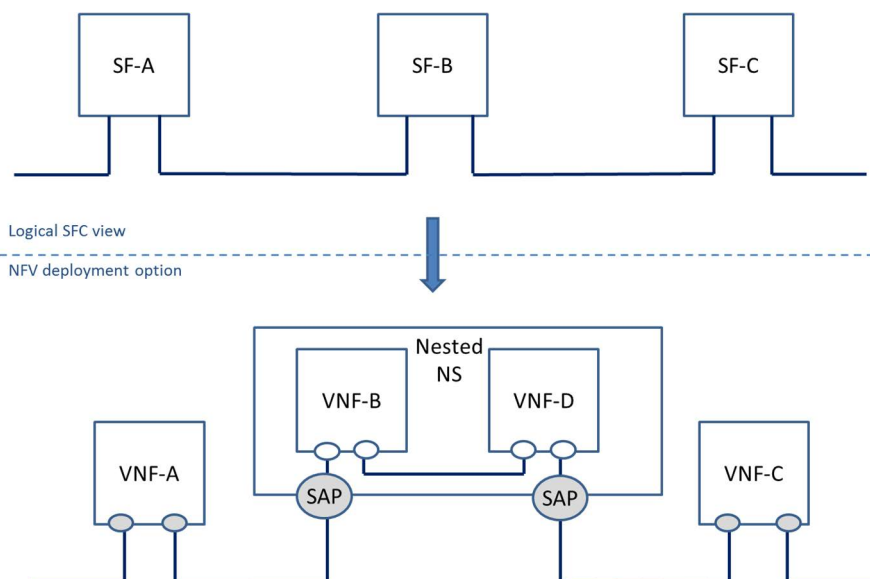 SF-A
SF-B
SF-C
Logical SFC view
NFV deployment option
Nested
NS
VNF-B
VNF-D
VNF-A
VNF-C
SAP
SAP